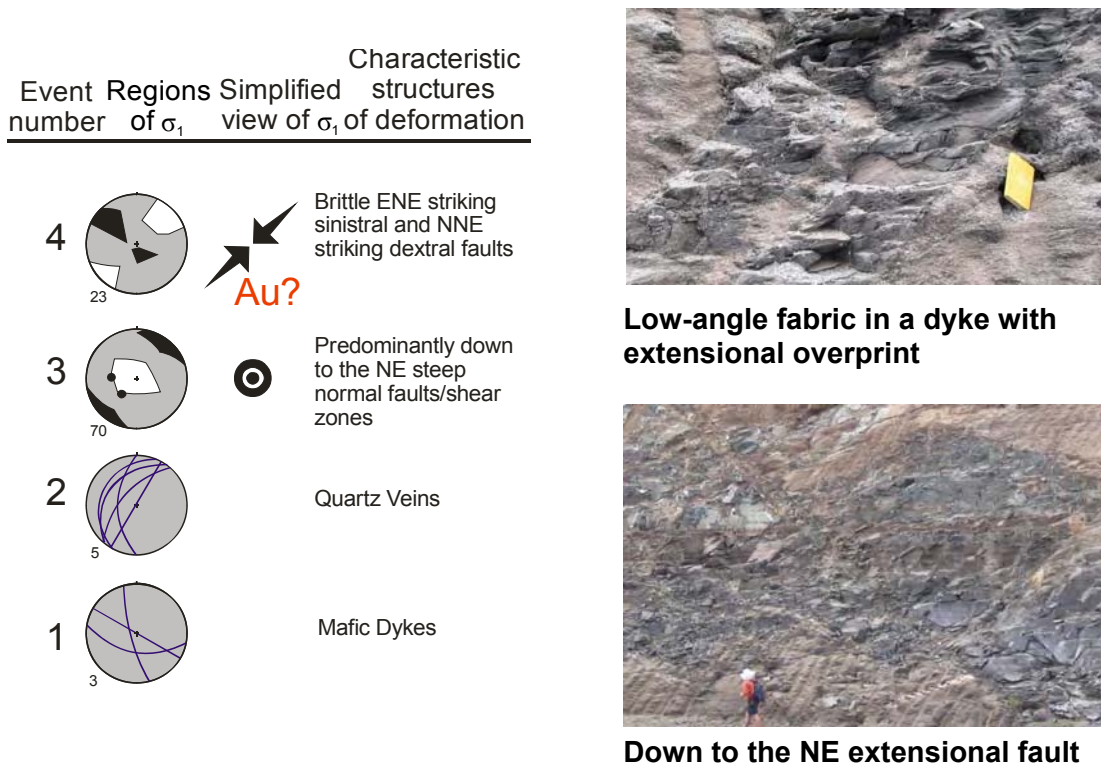 Event number
Regions of σ₁
Simplified view of σ₁
Characteristic structures of deformation
4
23
Au?
Brittle ENE striking
sinistral and NNE
striking dextral faults
3
70
Predominantly down
to the NE steep
normal faults/shear
zones
2
5
Quartz Veins
1
3
Mafic Dykes
Low-angle fabric in a dyke with
extensional overprint
Down to the NE extensional fault